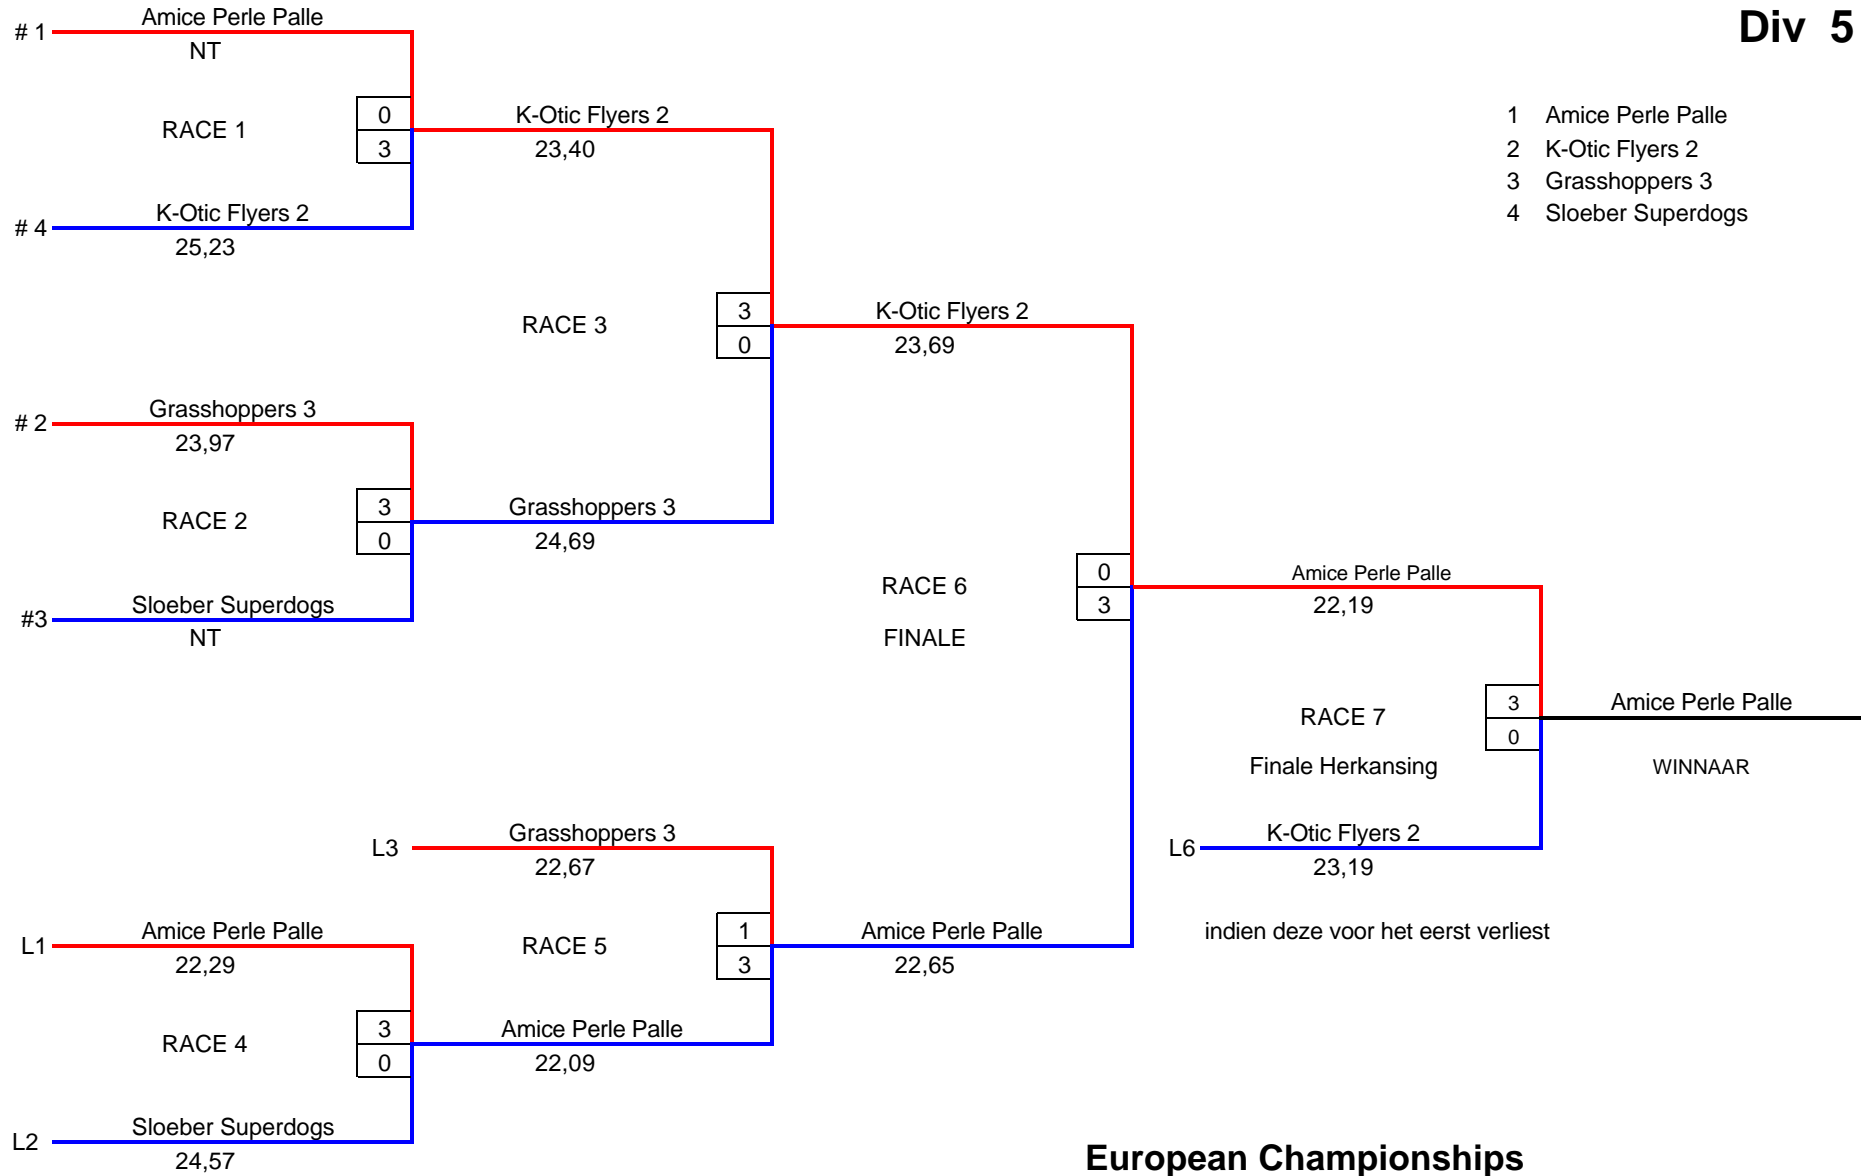 Div 5
Amice Perle Palle
# 1
NT
0
RACE 1
3
K-Otic Flyers 2
# 4
25,23
K-Otic Flyers 2
23,40
1 Amice Perle Palle
2 K-Otic Flyers 2
3 Grasshoppers 3
4 Sloeber Superdogs
3
RACE 3
0
K-Otic Flyers 2
23,69
Grasshoppers 3
# 2
23,97
3
RACE 2
0
Sloeber Superdogs
#3
NT
Grasshoppers 3
24,69
0
RACE 6
3
FINALE
Amice Perle Palle
22,19
3
RACE 7
0
Finale Herkansing
Amice Perle Palle
WINNAAR
K-Otic Flyers 2
L6
23,19
indien deze voor het eerst verliest
Grasshoppers 3
L3
22,67
1
RACE 5
3
Amice Perle Palle
22,65
Amice Perle Palle
L1
22,29
3
RACE 4
0
Amice Perle Palle
22,09
Sloeber Superdogs
L2
24,57
European Championships